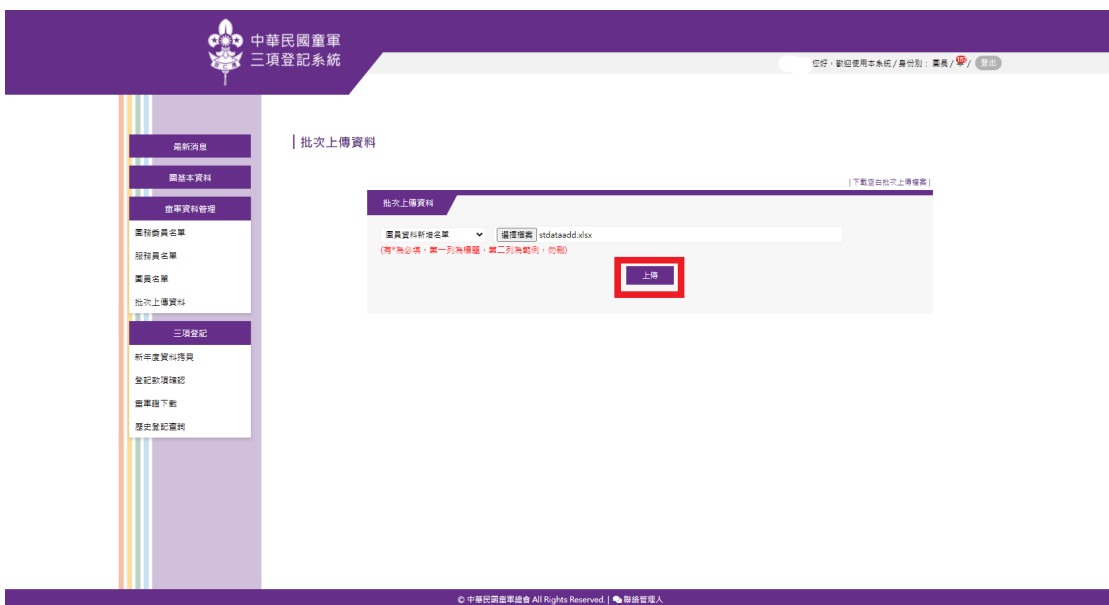 中華民國童軍
三項登記系統
您好，歡迎使用本系統 / 身份別： 團長 / / 登出
最新消息
團基本資料
童軍資料管理
團務委員名單
服務員名單
團員名單
批次上傳資料
三項登記
新年度資料拷貝
登記款項確認
童軍證下載
歷史登記查詢
批次上傳資料
| 下載空白批次上傳檔案 |
批次上傳資料
團員資料新增名單 選擇檔案 stdataadd.xlsx
(有*為必填，第一列為標題，第二列為範例，勿刪)
上傳
© 中華民國童軍總會 All Rights Reserved. | 聯絡管理人